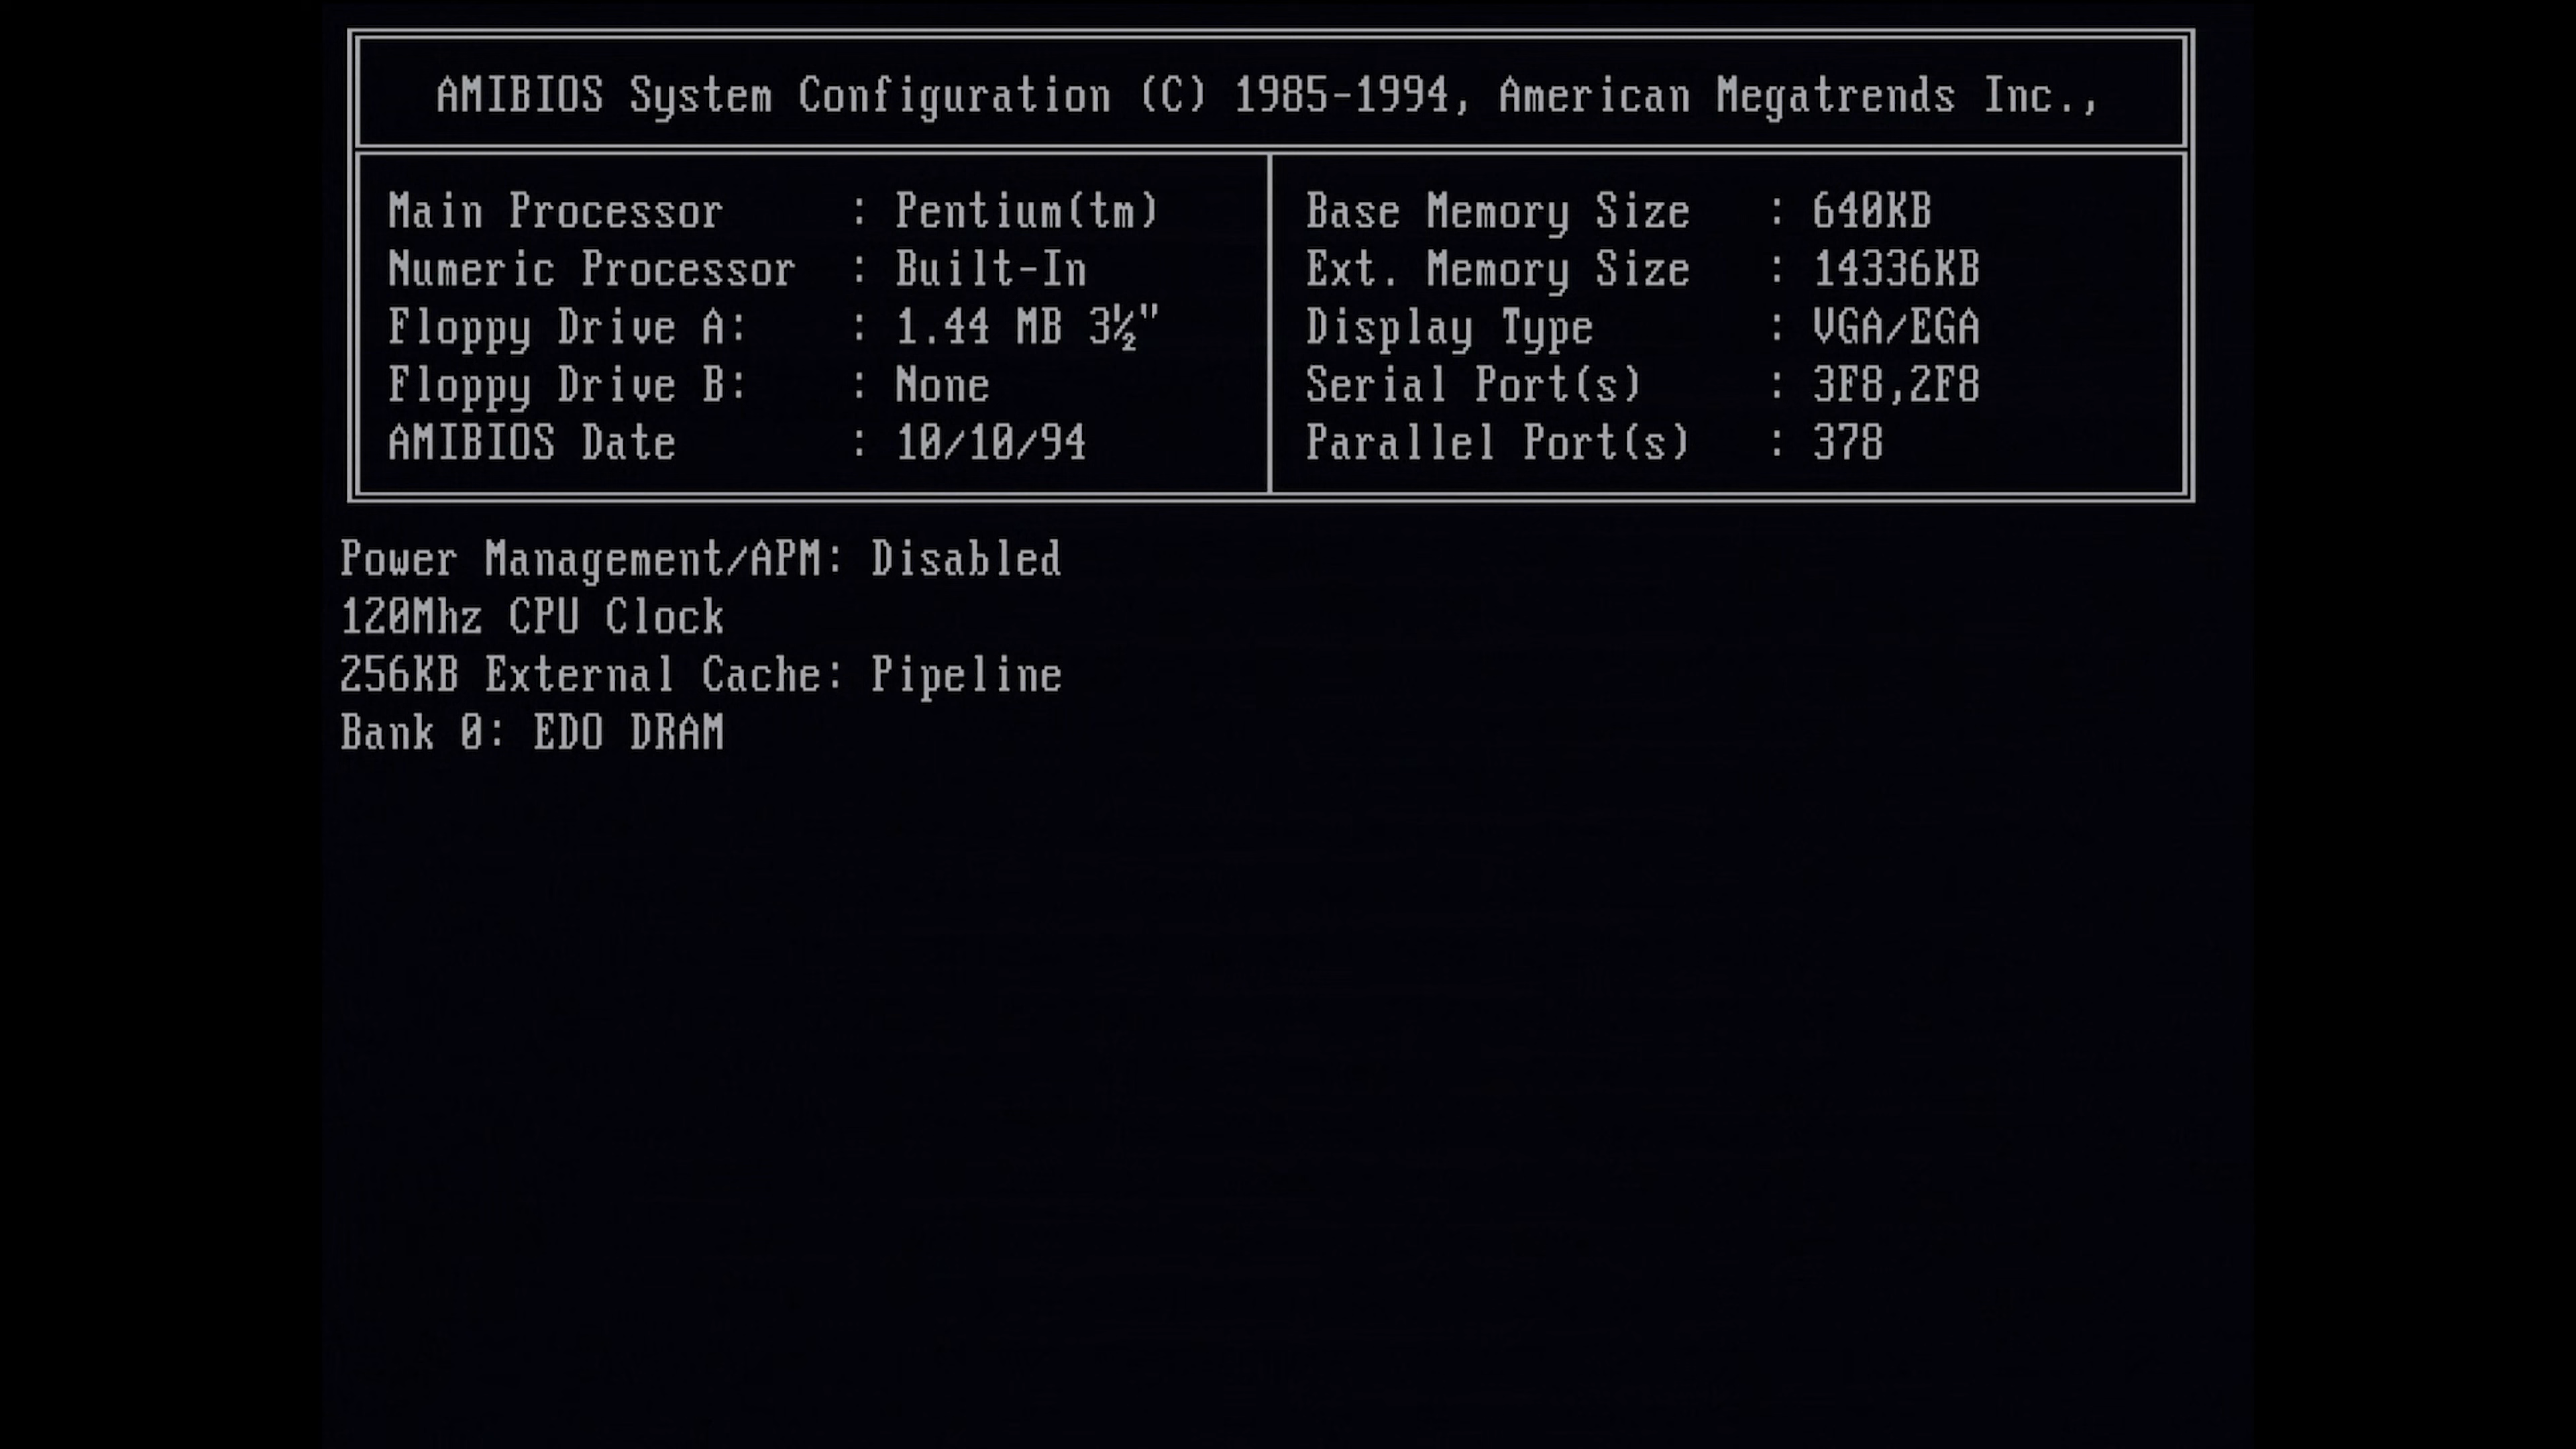 AMIBIOS System Configuration (C) 1985-1994, American Megatrends Inc.,
Main Processor : Pentium(tm)
Numeric Processor : Built-In
Floppy Drive A: : 1.44 MB 3½"
Floppy Drive B: : None
AMIBIOS Date : 10/10/94
Base Memory Size : 640KB
Ext. Memory Size : 14336KB
Display Type : VGA/EGA
Serial Port(s) : 3F8,2F8
Parallel Port(s) : 378
Power Management/APM: Disabled
120Mhz CPU Clock
256KB External Cache: Pipeline
Bank 0: EDO DRAM